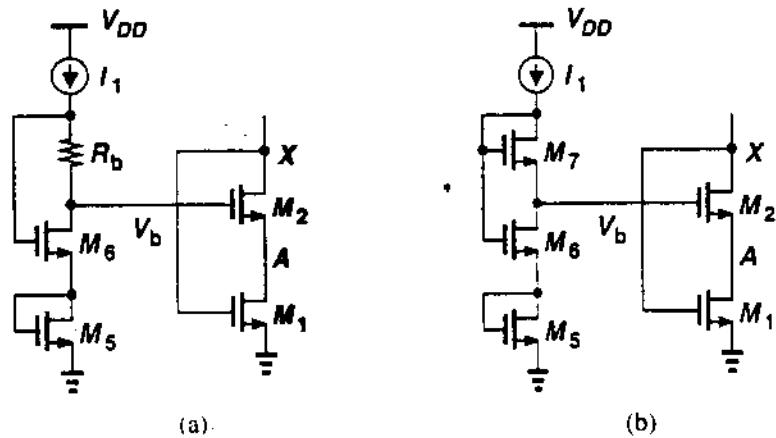 V_DD
I_1
R_b
X
V_b
M_2
M_6
A
M_5
M_1
(a)
V_DD
I_1
M_7
X
V_b
M_2
M_6
A
M_5
M_1
(b)